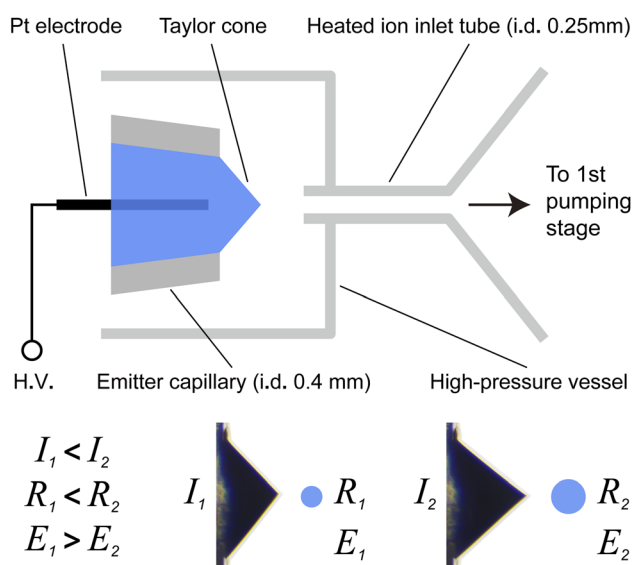 Pt electrode
Taylor cone
Heated ion inlet tube (i.d. 0.25mm)
To 1st
pumping
stage
H.V.
Emitter capillary (i.d. 0.4 mm)
High-pressure vessel
I₁ < I₂
R₁ < R₂
E₁ > E₂
I₁
R₁
E₁
I₂
R₂
E₂